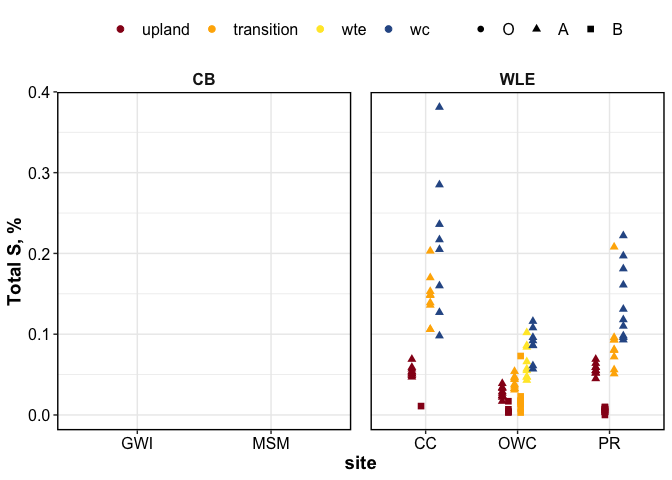 upland transition wte wc O A B
CB WLE
Total S, %
0.4
0.3
0.2
0.1
0.0
GWI MSM CC OWC PR
site